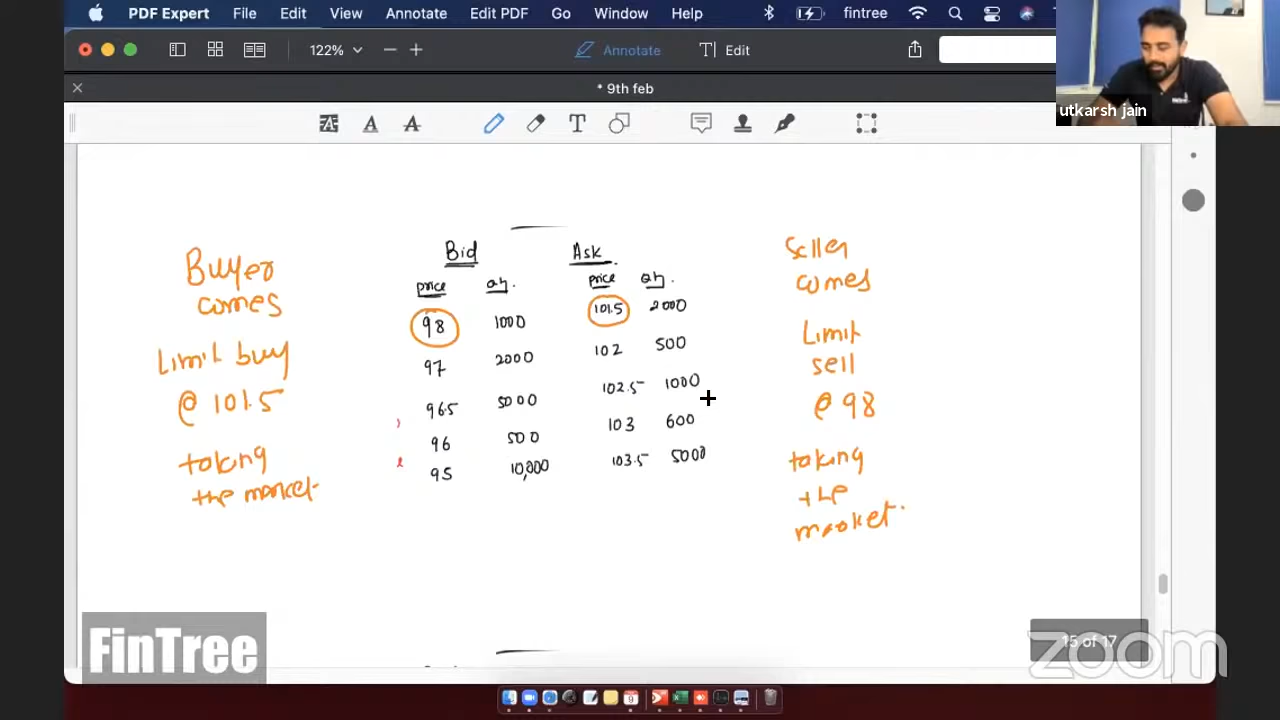 PDF Expert File Edit View Annotate Edit PDF Go Window Help fintree
122% Annotate Edit
* 9th feb
utkarsh jain
Buyer
comes
Limit buy
@ 101.5
taking
the market
Bid Ask
price qty. price qty.
98 1000 101.5 2000
97 2000 102 500
96.5 5000 102.5 1000
96 500 103 600
95 10,000 103.5 5000
Seller
comes
Limit
sell
@ 98
taking
the
market.
FinTree
15 of 17
zoom